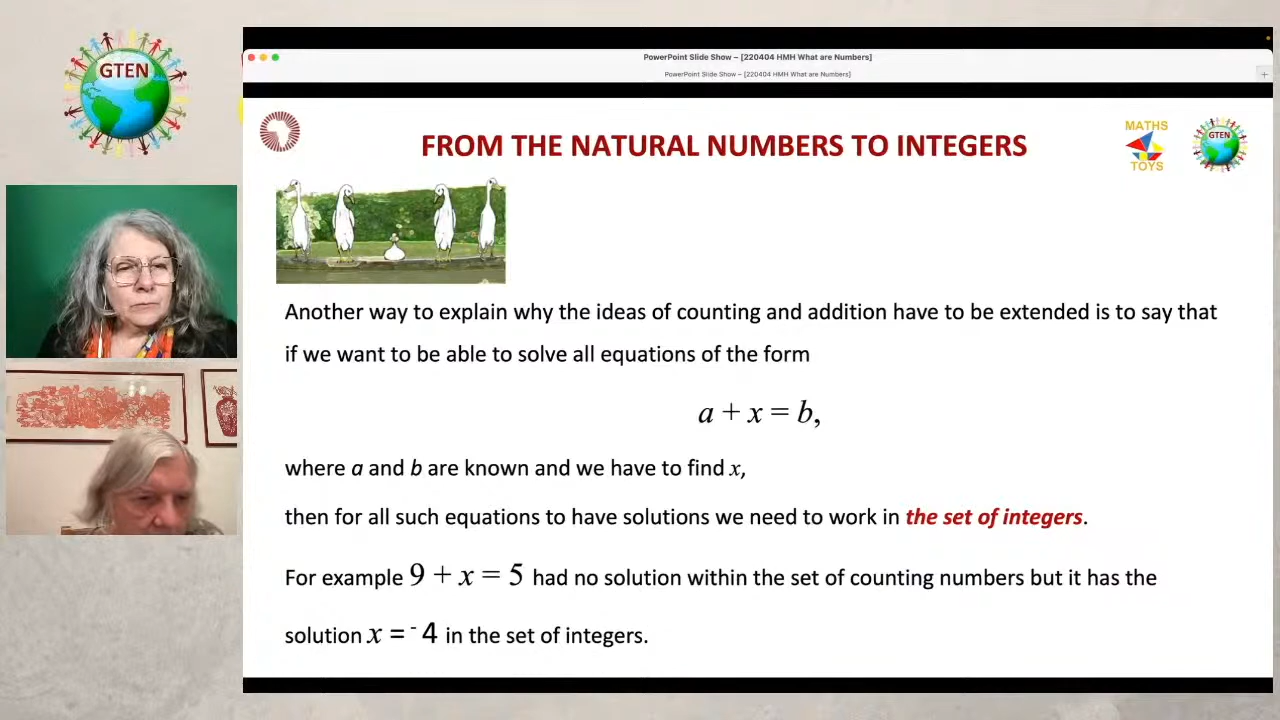 GTEN
PowerPoint Slide Show – [220404 HMH What are Numbers]
PowerPoint Slide Show – [220404 HMH What are Numbers]
FROM THE NATURAL NUMBERS TO INTEGERS
MATHS
TOYS
GTEN
Another way to explain why the ideas of counting and addition have to be extended is to say that
if we want to be able to solve all equations of the form
a + x = b,
where a and b are known and we have to find x,
then for all such equations to have solutions we need to work in the set of integers.
For example 9 + x = 5 had no solution within the set of counting numbers but it has the
solution x = ⁻4 in the set of integers.